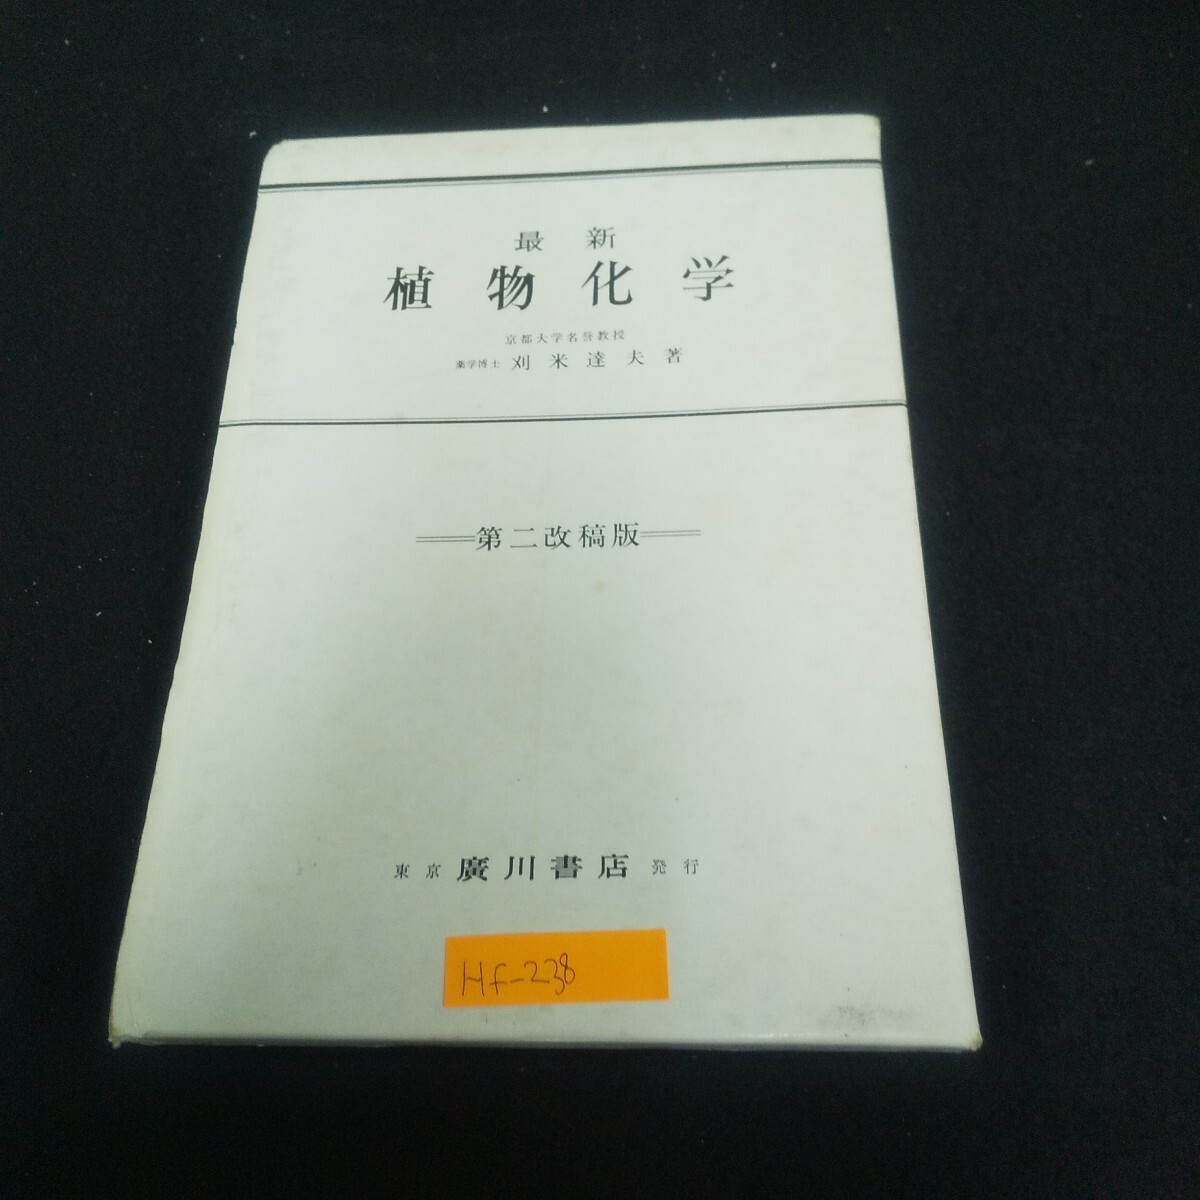 最新
植物化学
京都大学名誉教授
薬学博士 刈米達夫著
第二改稿版
東京 廣川書店 発行
Hf-238